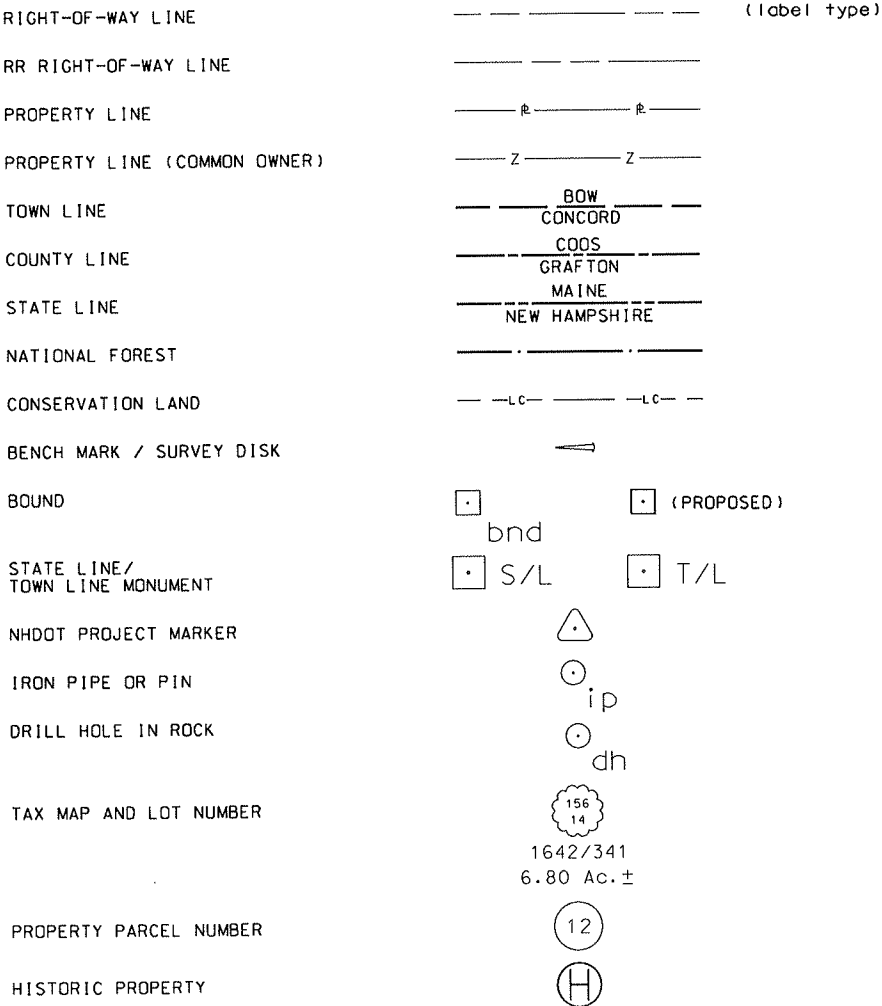 RIGHT-OF-WAY LINE (label type)
RR RIGHT-OF-WAY LINE
PROPERTY LINE ⅊ ⅊
PROPERTY LINE (COMMON OWNER) Z Z
TOWN LINE BOW
CONCORD
COUNTY LINE COOS
GRAFTON
STATE LINE MAINE
NEW HAMPSHIRE
NATIONAL FOREST
CONSERVATION LAND LC LC
BENCH MARK / SURVEY DISK
BOUND bnd (PROPOSED)
STATE LINE/
TOWN LINE MONUMENT S/L T/L
NHDOT PROJECT MARKER
IRON PIPE OR PIN ip
DRILL HOLE IN ROCK dh
TAX MAP AND LOT NUMBER 156
14
1642/341
6.80 Ac.±
PROPERTY PARCEL NUMBER 12
HISTORIC PROPERTY H